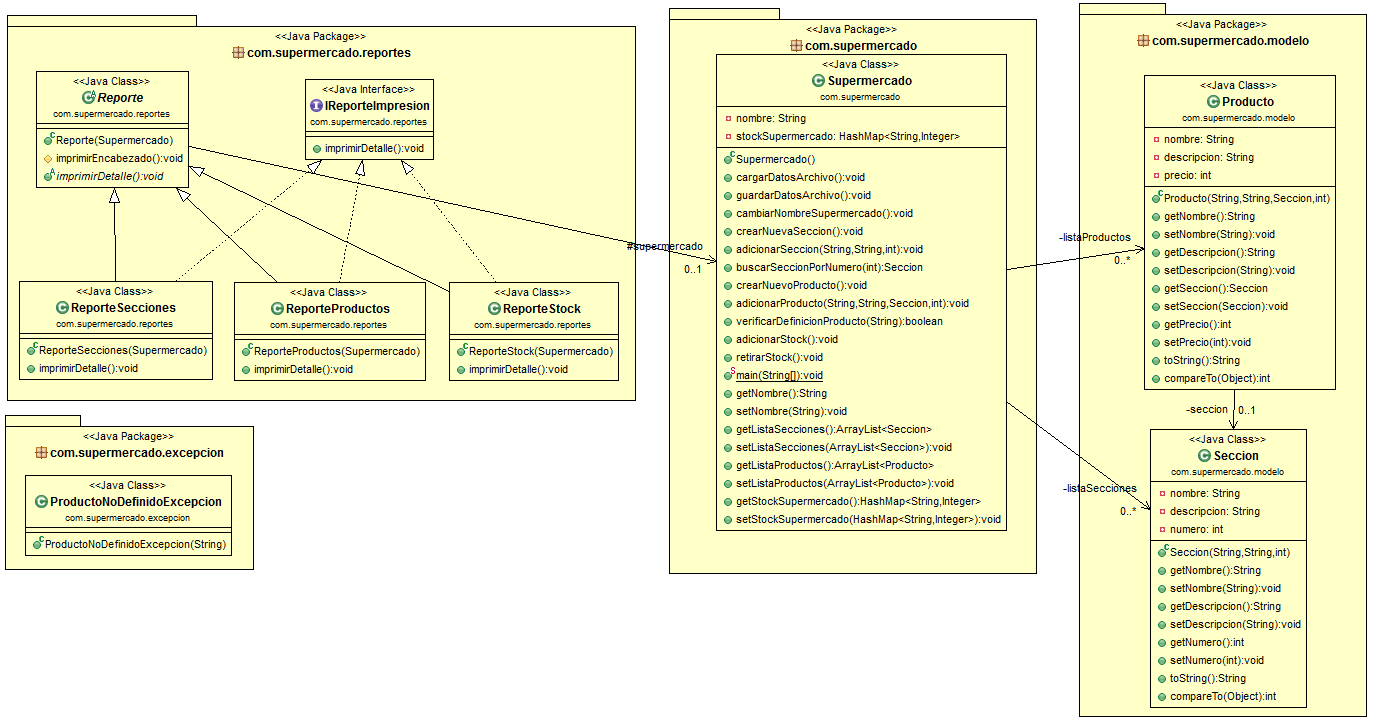 <<Java Package>>
com.supermercado.reportes
<<Java Class>>
Reporte
com.supermercado.reportes
Reporte(Supermercado)
imprimirEncabezado():void
imprimirDetalle():void
<<Java Interface>>
IReporteImpresion
com.supermercado.reportes
imprimirDetalle():void
<<Java Class>>
ReporteSecciones
com.supermercado.reportes
ReporteSecciones(Supermercado)
imprimirDetalle():void
<<Java Class>>
ReporteProductos
com.supermercado.reportes
ReporteProductos(Supermercado)
imprimirDetalle():void
<<Java Class>>
ReporteStock
com.supermercado.reportes
ReporteStock(Supermercado)
imprimirDetalle():void
<<Java Package>>
com.supermercado.excepcion
<<Java Class>>
ProductoNoDefinidoExcepcion
com.supermercado.excepcion
ProductoNoDefinidoExcepcion(String)
#supermercado
0..1
<<Java Package>>
com.supermercado
<<Java Class>>
Supermercado
com.supermercado
nombre: String
stockSupermercado: HashMap<String,Integer>
Supermercado()
cargarDatosArchivo():void
guardarDatosArchivo():void
cambiarNombreSupermercado():void
crearNuevaSeccion():void
adicionarSeccion(String,String,int):void
buscarSeccionPorNumero(int):Seccion
crearNuevoProducto():void
adicionarProducto(String,String,Seccion,int):void
verificarDefinicionProducto(String):boolean
adicionarStock():void
retirarStock():void
main(String[]):void
getNombre():String
setNombre(String):void
getListaSecciones():ArrayList<Seccion>
setListaSecciones(ArrayList<Seccion>):void
getListaProductos():ArrayList<Producto>
setListaProductos(ArrayList<Producto>):void
getStockSupermercado():HashMap<String,Integer>
setStockSupermercado(HashMap<String,Integer>):void
-listaProductos
0..*
-listaSecciones
0..*
<<Java Package>>
com.supermercado.modelo
<<Java Class>>
Producto
com.supermercado.modelo
nombre: String
descripcion: String
precio: int
Producto(String,String,Seccion,int)
getNombre():String
setNombre(String):void
getDescripcion():String
setDescripcion(String):void
getSeccion():Seccion
setSeccion(Seccion):void
getPrecio():int
setPrecio(int):void
toString():String
compareTo(Object):int
-seccion
0..1
<<Java Class>>
Seccion
com.supermercado.modelo
nombre: String
descripcion: String
numero: int
Seccion(String,String,int)
getNombre():String
setNombre(String):void
getDescripcion():String
setDescripcion(String):void
getNumero():int
setNumero(int):void
toString():String
compareTo(Object):int